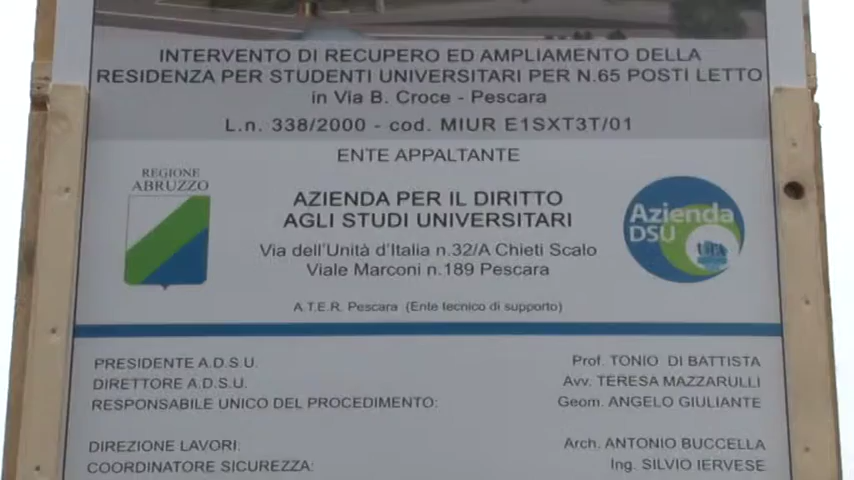 INTERVENTO DI RECUPERO ED AMPLIAMENTO DELLA
RESIDENZA PER STUDENTI UNIVERSITARI PER N.65 POSTI LETTO
in Via B. Croce - Pescara
L.n. 338/2000 - cod. MIUR E1SXT3T/01
ENTE APPALTANTE
REGIONE
ABRUZZO
AZIENDA PER IL DIRITTO
AGLI STUDI UNIVERSITARI
Via dell'Unità d'Italia n.32/A Chieti Scalo
Viale Marconi n.189 Pescara
Azienda
DSU
A.T.E.R. Pescara (Ente tecnico di supporto)
PRESIDENTE A.D.S.U. Prof. TONIO DI BATTISTA
DIRETTORE A.D.S.U. Avv. TERESA MAZZARULLI
RESPONSABILE UNICO DEL PROCEDIMENTO: Geom. ANGELO GIULIANTE
DIREZIONE LAVORI: Arch. ANTONIO BUCCELLA
COORDINATORE SICUREZZA: Ing. SILVIO IERVESE